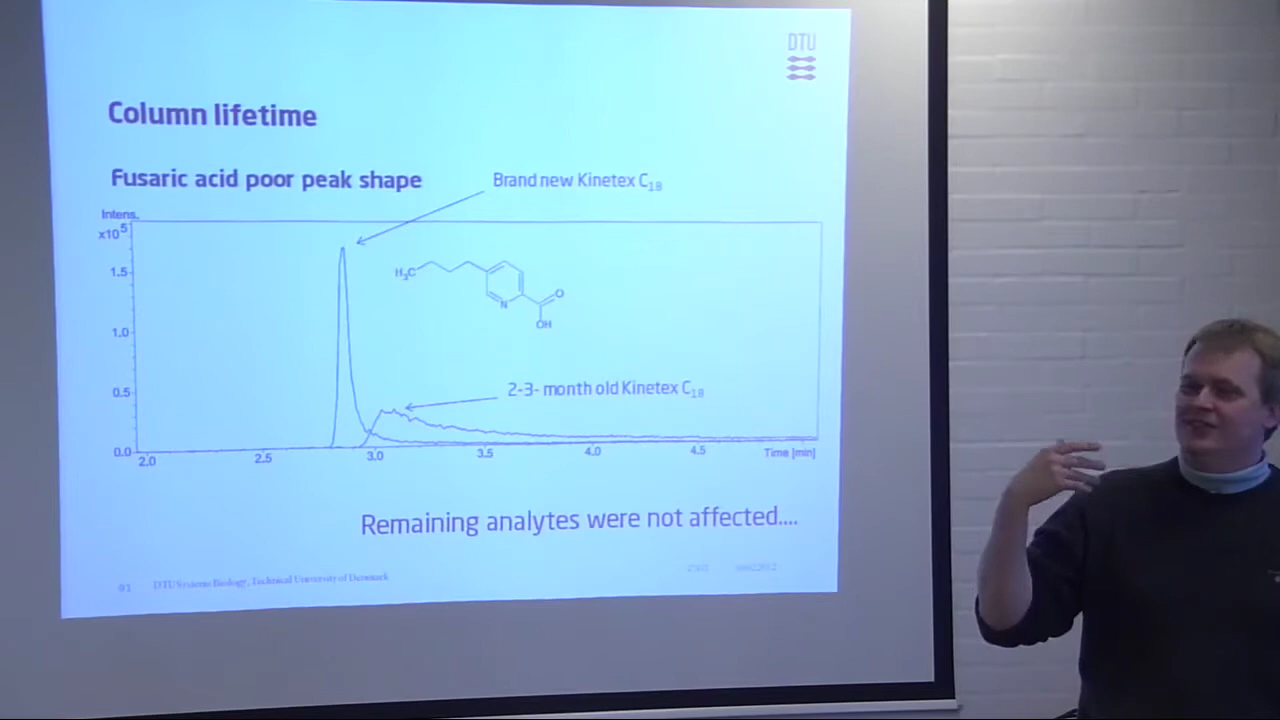 DTU
Column lifetime
Fusaric acid poor peak shape
Brand new Kinetex C18
Intens.
x10^5
1.5
1.0
0.5
0.0
H3C
N
O
OH
2-3- month old Kinetex C18
2.0 2.5 3.0 3.5 4.0 4.5 Time [min]
Remaining analytes were not affected....
DTU Systems Biology, Technical University of Denmark